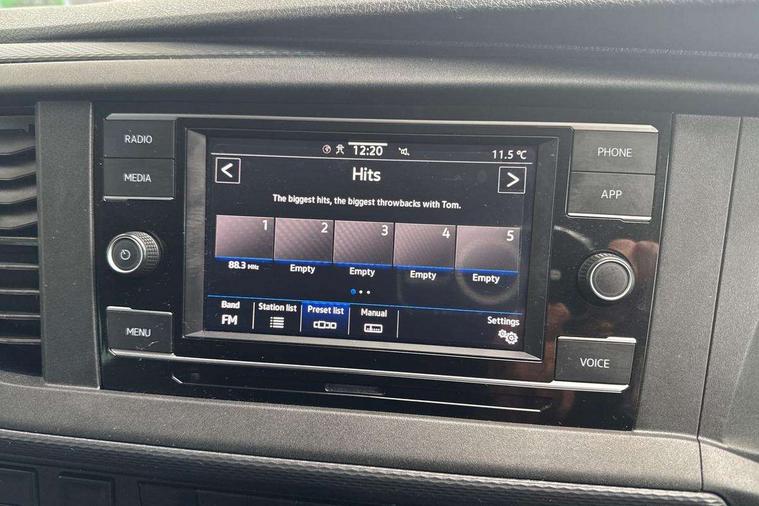 RADIO
MEDIA
MENU
PHONE
APP
VOICE
12:20
11.5 °C
<
Hits
>
The biggest hits, the biggest throwbacks with Tom.
1 2 3 4 5
88.3 MHz Empty Empty Empty Empty
Band Station list Preset list Manual Settings
FM